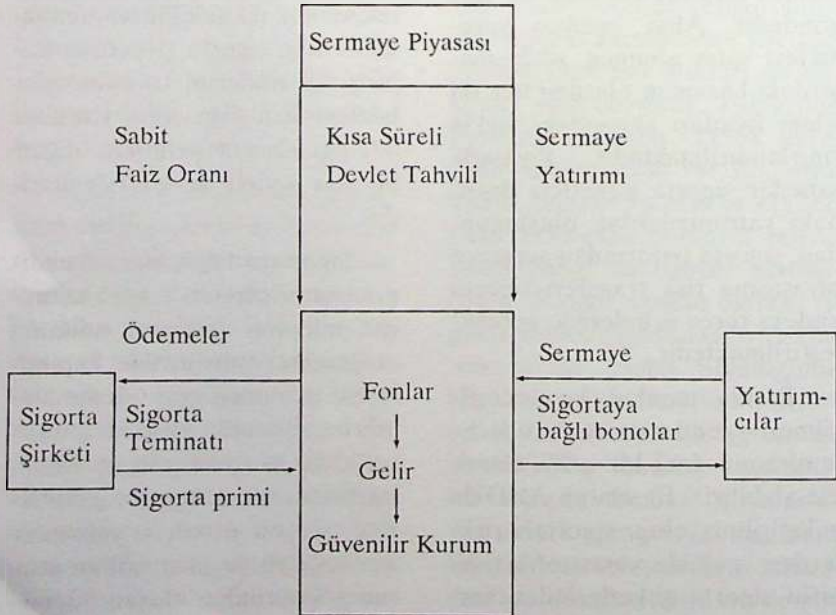 Sermaye Piyasası
Sabit
Faiz Oranı
Kısa Süreli
Devlet Tahvili
Sermaye
Yatırımı
Ödemeler
Sigorta
Şirketi
Sigorta
Teminatı
Sigorta primi
Fonlar
Gelir
Güvenilir Kurum
Sermaye
Sigortaya
bağlı bonolar
Yatırım-
cılar